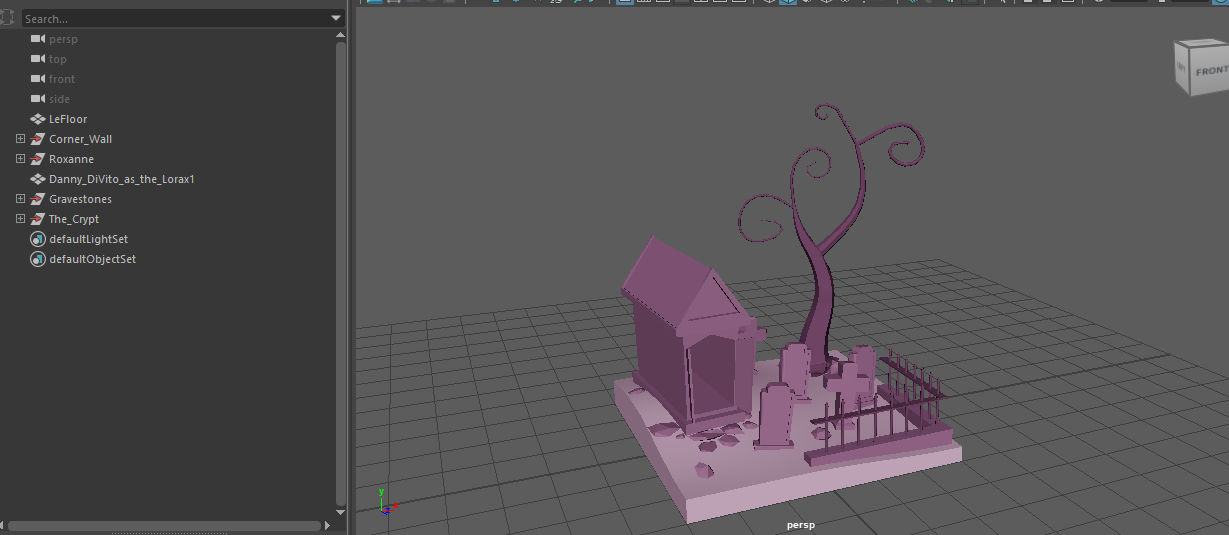 Search...
persp
top
front
side
LeFloor
Corner_Wall
Roxanne
Danny_DiVito_as_the_Lorax1
Gravestones
The_Crypt
defaultLightSet
defaultObjectSet
FRONT
y
persp